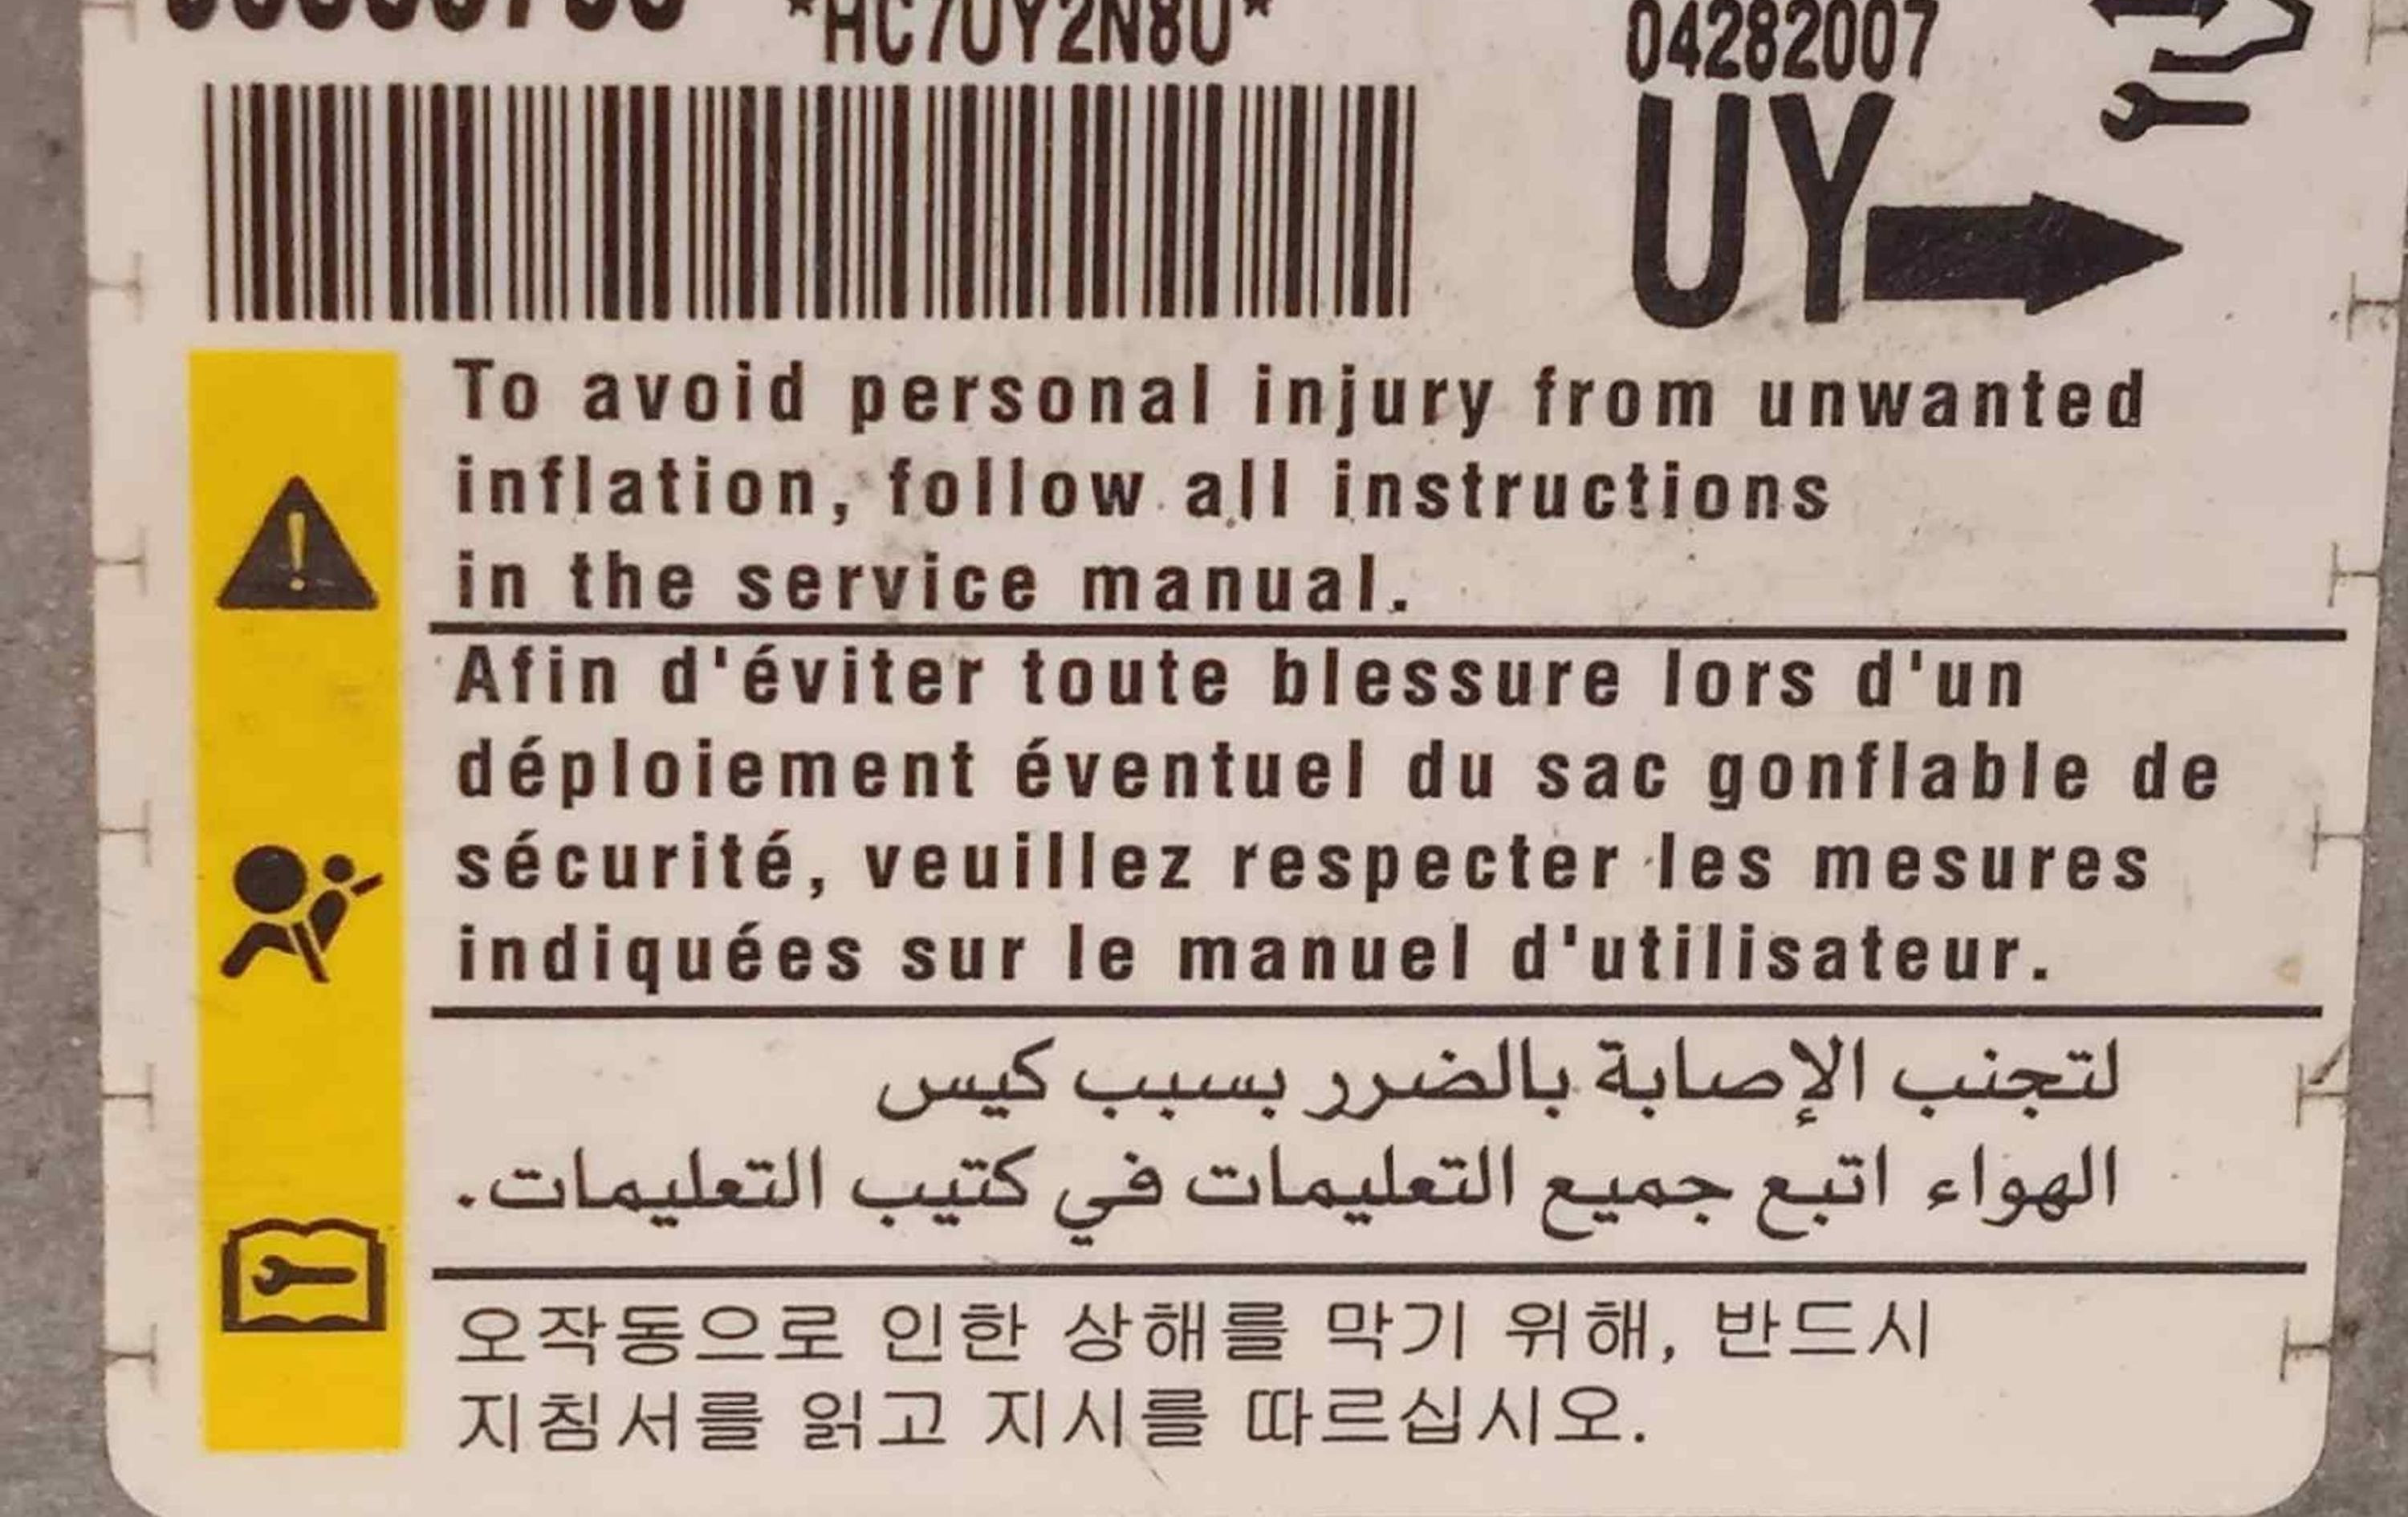 *HC7UY2N8U*
04282007
UY
To avoid personal injury from unwanted
inflation, follow all instructions
in the service manual.
Afin d'éviter toute blessure lors d'un
déploiement éventuel du sac gonflable de
sécurité, veuillez respecter les mesures
indiquées sur le manuel d'utilisateur.
لتجنب الإصابة بالضرر بسبب كيس
الهواء اتبع جميع التعليمات في كتيب التعليمات.
오작동으로 인한 상해를 막기 위해, 반드시
지침서를 읽고 지시를 따르십시오.